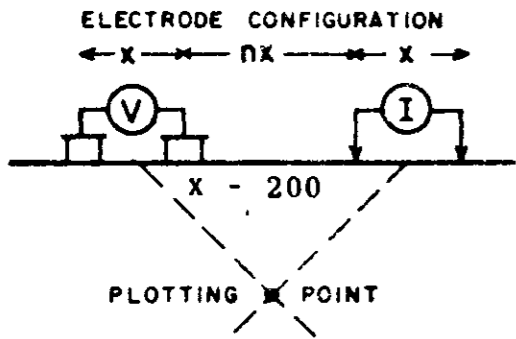 ELECTRODE CONFIGURATION
x nx x
V I
x - 200
PLOTTING POINT